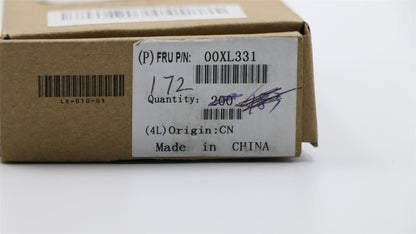 (P) FRU P/N: 00XL331
172
Quantity: 200
LX-010-01
(4L)Origin:CN
Made in CHINA